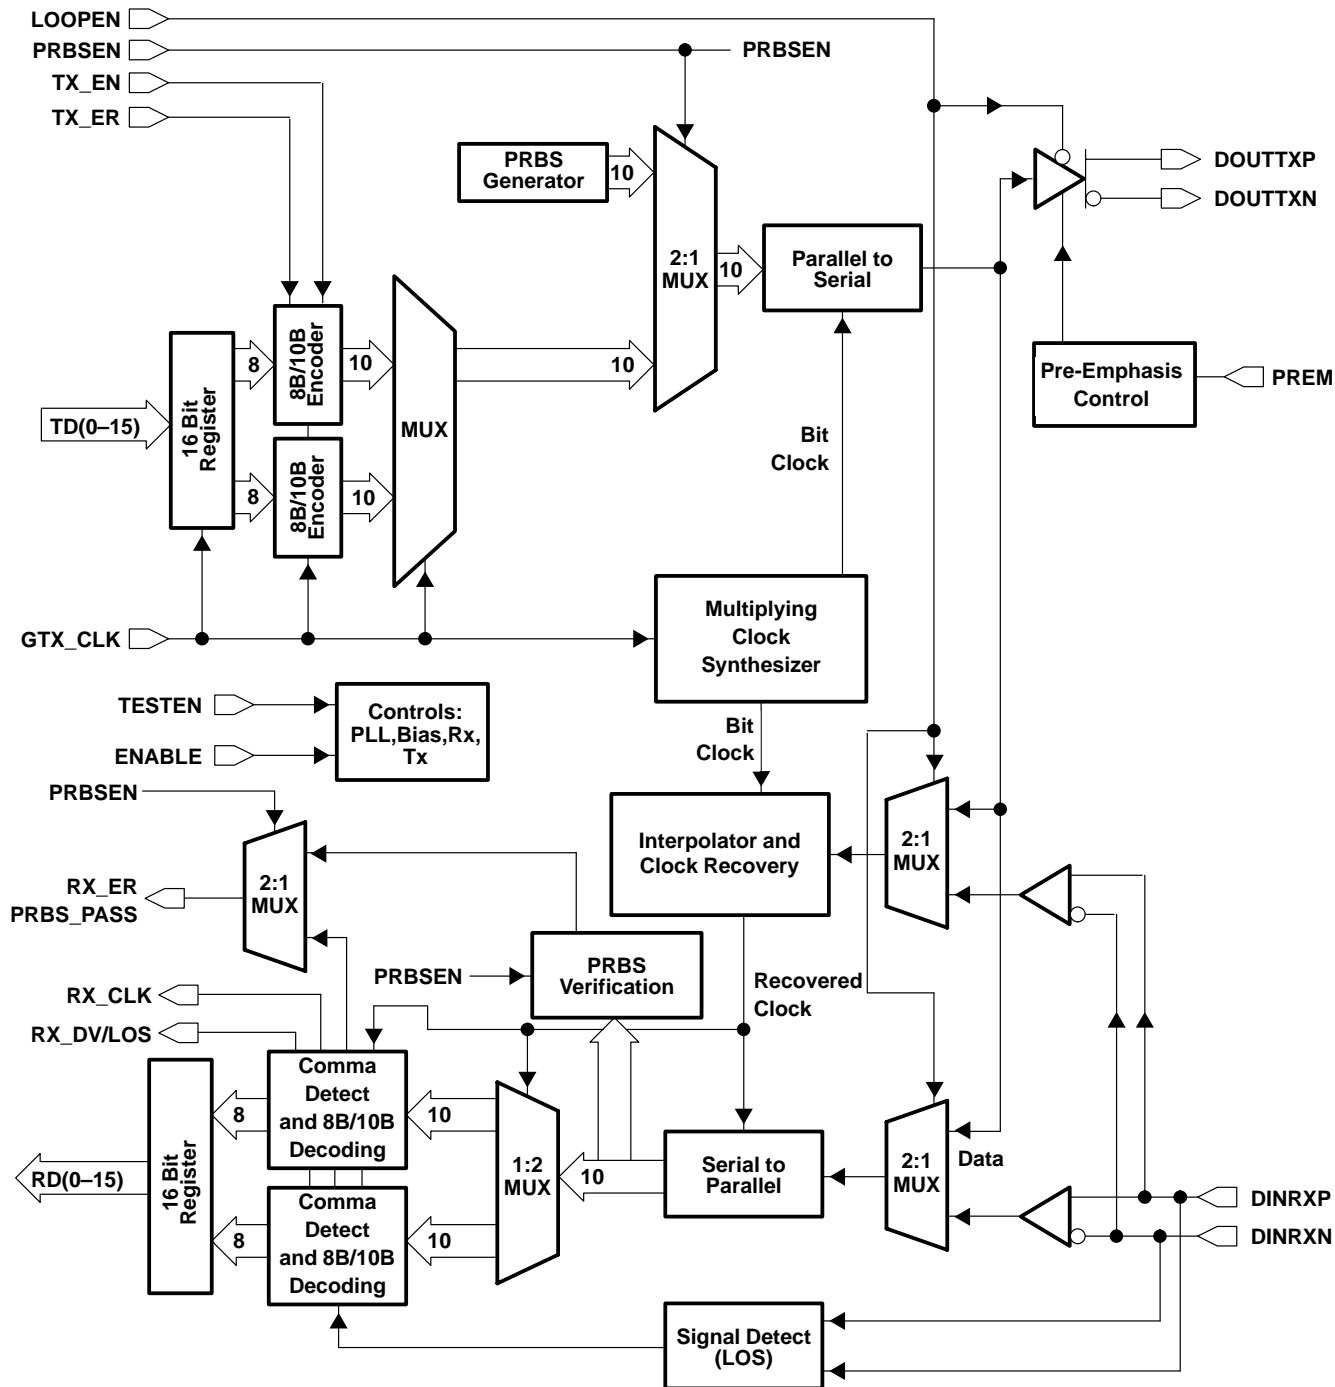 LOOPEN
PRBSEN
PRBSEN
TX_EN
TX_ER
PRBS
Generator
10
2:1
MUX
10
Parallel to
Serial
DOUTTXP
DOUTTXN
8
8B/10B
Encoder
10
10
Pre-Emphasis
Control
PREM
TD(0–15)
16 Bit
Register
MUX
Bit
Clock
8
8B/10B
Encoder
10
GTX_CLK
Multiplying
Clock
Synthesizer
TESTEN
ENABLE
Controls:
PLL,Bias,Rx,
Tx
Bit
Clock
PRBSEN
2:1
MUX
RX_ER
PRBS_PASS
Interpolator and
Clock Recovery
2:1
MUX
PRBSEN
PRBS
Verification
Recovered
Clock
RX_CLK
RX_DV/LOS
Comma
Detect
and 8B/10B
Decoding
8
10
RD(0–15)
16 Bit
Register
1:2
MUX
10
Serial to
Parallel
2:1
MUX
Data
Comma
Detect
and 8B/10B
Decoding
8
10
DINRXP
DINRXN
Signal Detect
(LOS)